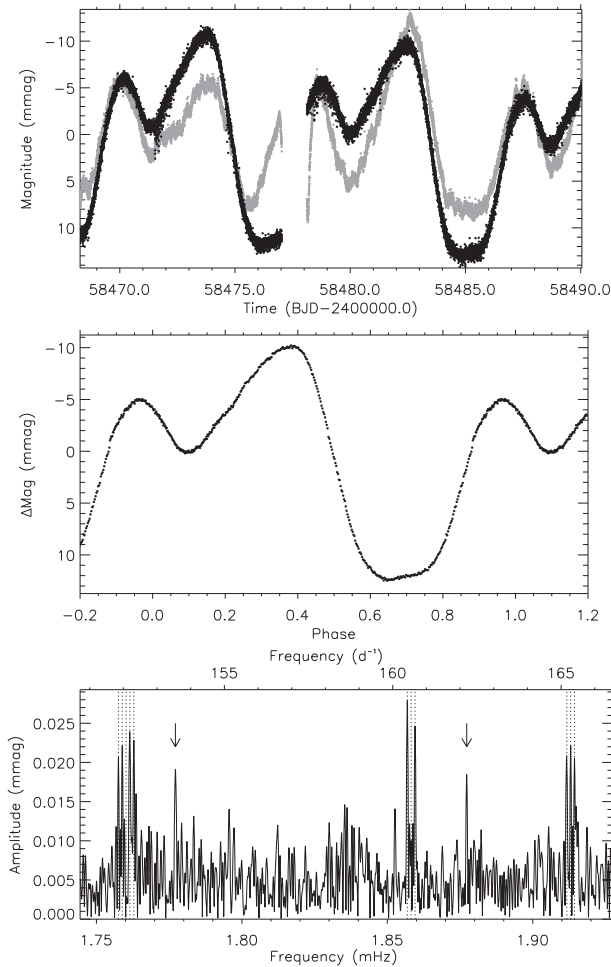 −10
−5
0
5
10
Magnitude (mmag)
58470.0 58475.0 58480.0 58485.0 58490.0
Time (BJD−2400000.0)
−10
−5
0
5
10
ΔMag (mmag)
−0.2 0.0 0.2 0.4 0.6 0.8 1.0 1.2
Phase
Frequency (d⁻¹)
155 160 165
0.025
0.020
0.015
0.010
0.005
0.000
Amplitude (mmag)
1.75 1.80 1.85 1.90
Frequency (mHz)